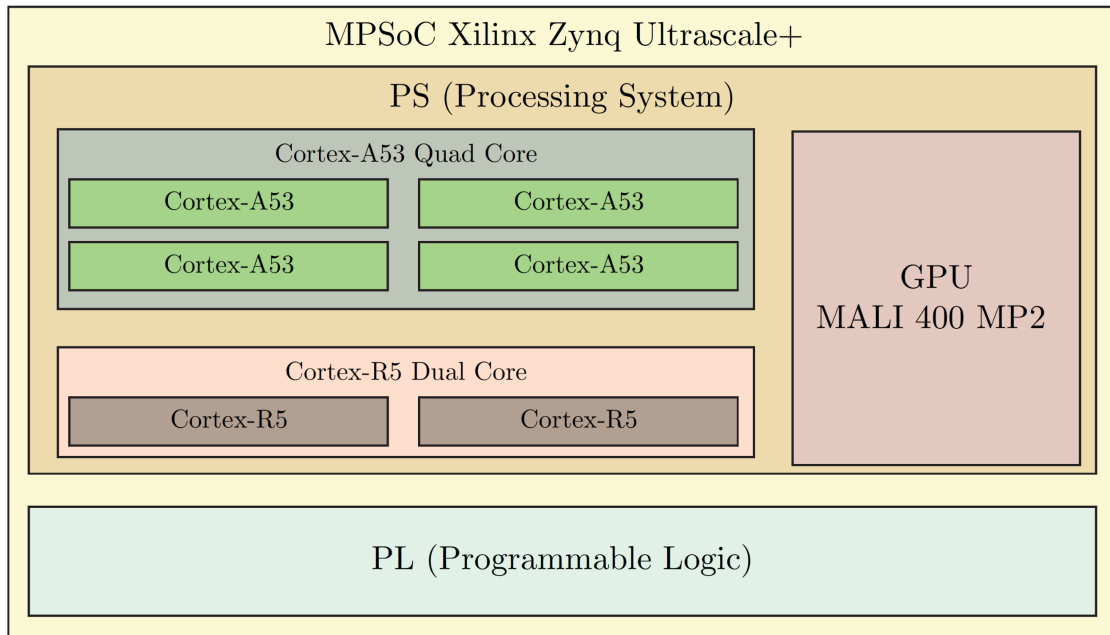 MPSoC Xilinx Zynq Ultrascale+
PS (Processing System)
Cortex-A53 Quad Core
Cortex-A53
Cortex-A53
Cortex-A53
Cortex-A53
Cortex-R5 Dual Core
Cortex-R5
Cortex-R5
GPU
MALI 400 MP2
PL (Programmable Logic)